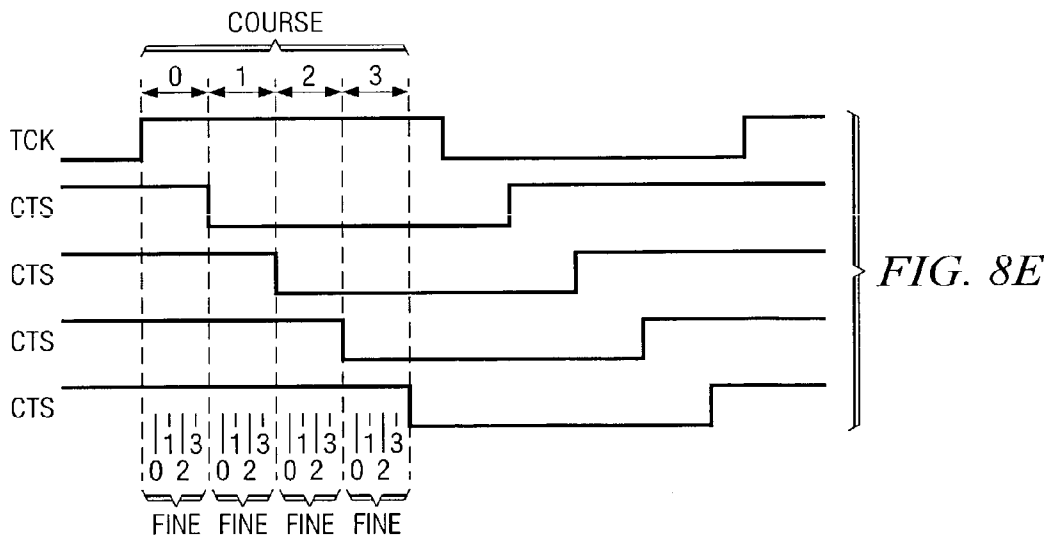 COURSE
0 1 2 3
TCK
CTS
CTS
CTS
CTS
1 3 1 3 1 3 1 3
0 2 0 2 0 2 0 2
FINE FINE FINE FINE
FIG. 8E